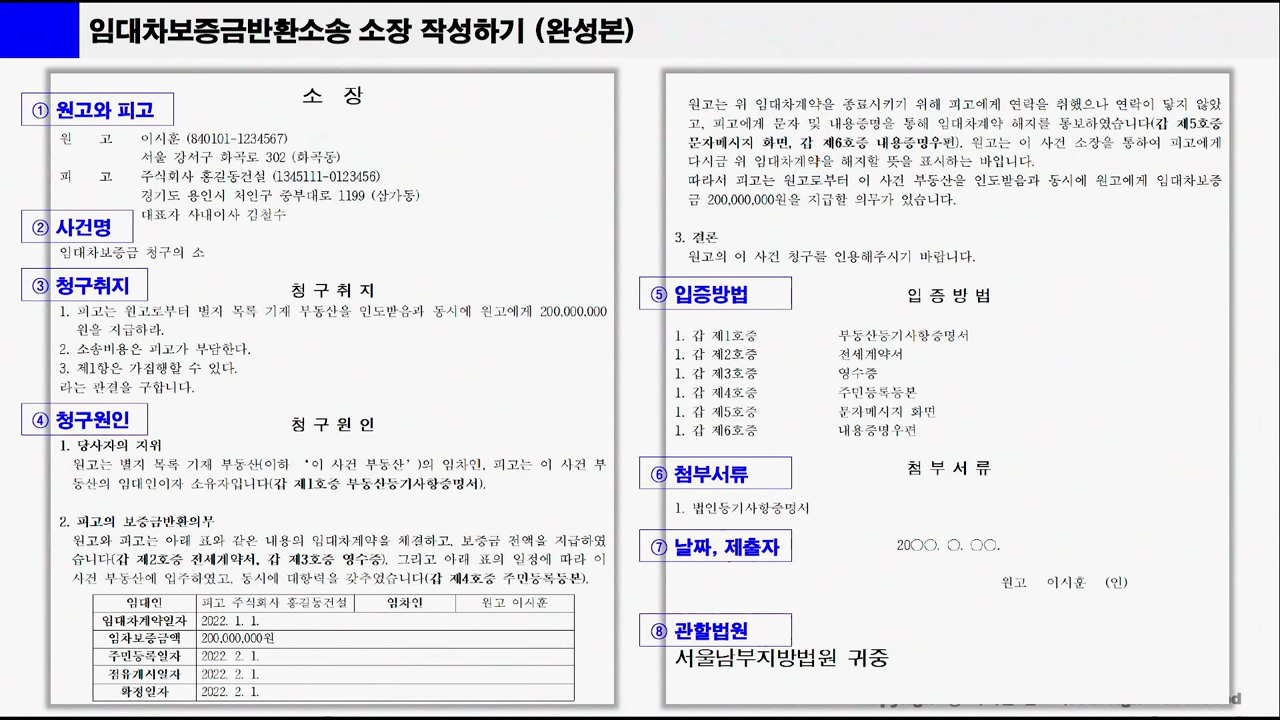 임대차보증금반환소송 소장 작성하기 (완성본)
소 장
① 원고와 피고
원 고 이시훈 (840101-1234567)
서울 강서구 화곡로 302 (화곡동)
피 고 주식회사 홍길동건설 (1345111-0123456)
경기도 용인시 처인구 중부대로 1199 (삼가동)
대표자 사내이사 김철수
② 사건명
임대차보증금 청구의 소
③ 청구취지
청 구 취 지
1. 피고는 원고로부터 별지 목록 기재 부동산을 인도받음과 동시에 원고에게 200,000,000
원을 지급하라.
2. 소송비용은 피고가 부담한다.
3. 제1항은 가집행할 수 있다.
라는 판결을 구합니다.
④ 청구원인
청 구 원 인
1. 당사자의 지위
원고는 별지 목록 기재 부동산(이하 '이 사건 부동산')의 임차인, 피고는 이 사건 부
동산의 임대인이자 소유자입니다(갑 제1호증 부동산등기사항증명서).
2. 피고의 보증금반환의무
원고와 피고는 아래 표와 같은 내용의 임대차계약을 체결하고, 보증금 전액을 지급하였
습니다(갑 제2호증 전세계약서, 갑 제3호증 영수증). 그리고 아래 표의 일정에 따라 이
사건 부동산에 입주하였고, 동시에 대항력을 갖추었습니다(갑 제4호증 주민등록등본).
임대인 피고 주식회사 홍길동건설 임차인 원고 이시훈
임대차계약일자 2022. 1. 1.
임차보증금액 200,000,000원
주민등록일자 2022. 2. 1.
점유개시일자 2022. 2. 1.
확정일자 2022. 2. 1.
원고는 위 임대차계약을 종료시키기 위해 피고에게 연락을 취했으나 연락이 닿지 않았
고, 피고에게 문자 및 내용증명을 통해 임대차계약 해지를 통보하였습니다(갑 제5호증
문자메시지 화면, 갑 제6호증 내용증명우편). 원고는 이 사건 소장을 통하여 피고에게
다시금 위 임대차계약을 해지할 뜻을 표시하는 바입니다.
따라서 피고는 원고로부터 이 사건 부동산을 인도받음과 동시에 원고에게 임대차보증
금 200,000,000원을 지급할 의무가 있습니다.
3. 결론
원고의 이 사건 청구를 인용해주시기 바랍니다.
⑤ 입증방법
입 증 방 법
1. 갑 제1호증 부동산등기사항증명서
1. 갑 제2호증 전세계약서
1. 갑 제3호증 영수증
1. 갑 제4호증 주민등록등본
1. 갑 제5호증 문자메시지 화면
1. 갑 제6호증 내용증명우편
⑥ 첨부서류
첨 부 서 류
1. 법인등기사항증명서
⑦ 날짜, 제출자
20○○. ○. ○○.
원고 이시훈 (인)
⑧ 관할법원
서울남부지방법원 귀중